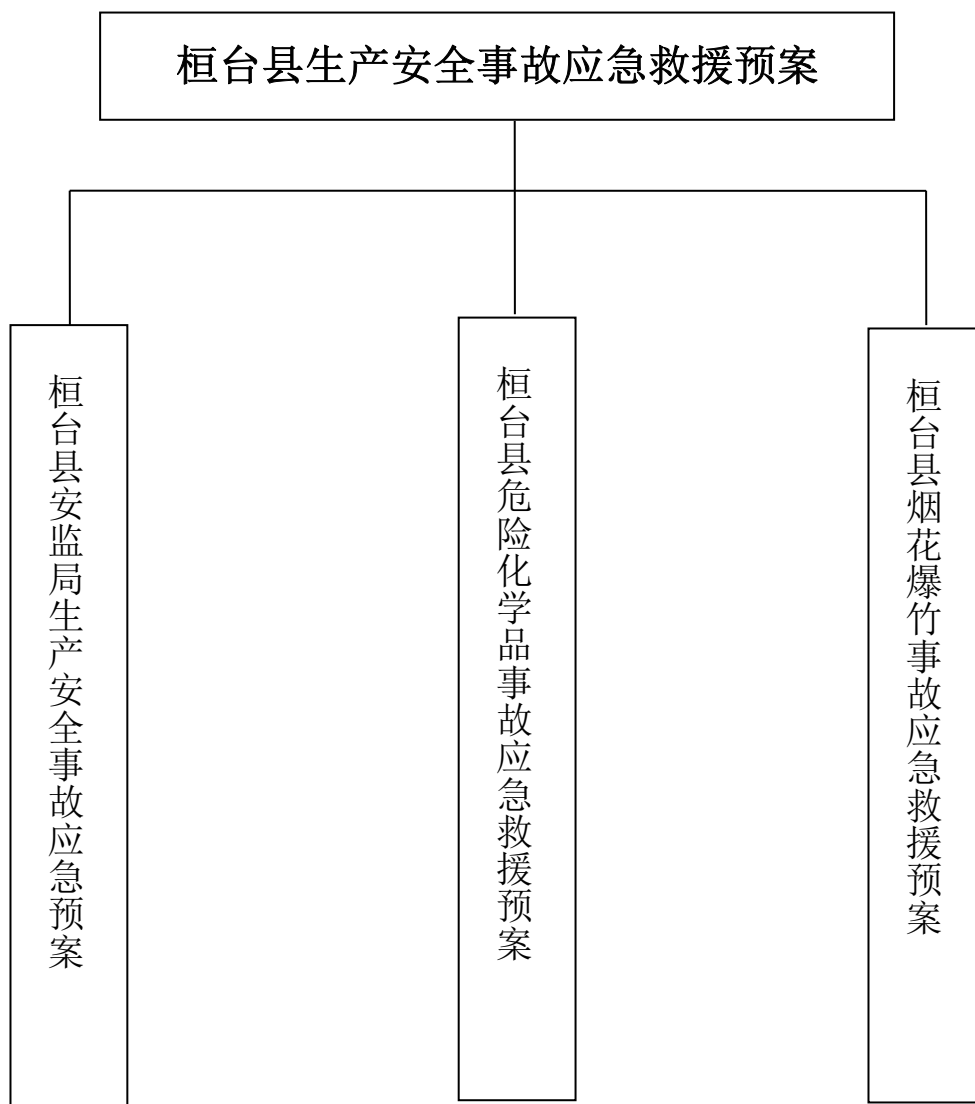 桓台县生产安全事故应急救援预案
桓台县安监局生产安全事故应急预案
桓台县危险化学品事故应急救援预案
桓台县烟花爆竹事故应急救援预案